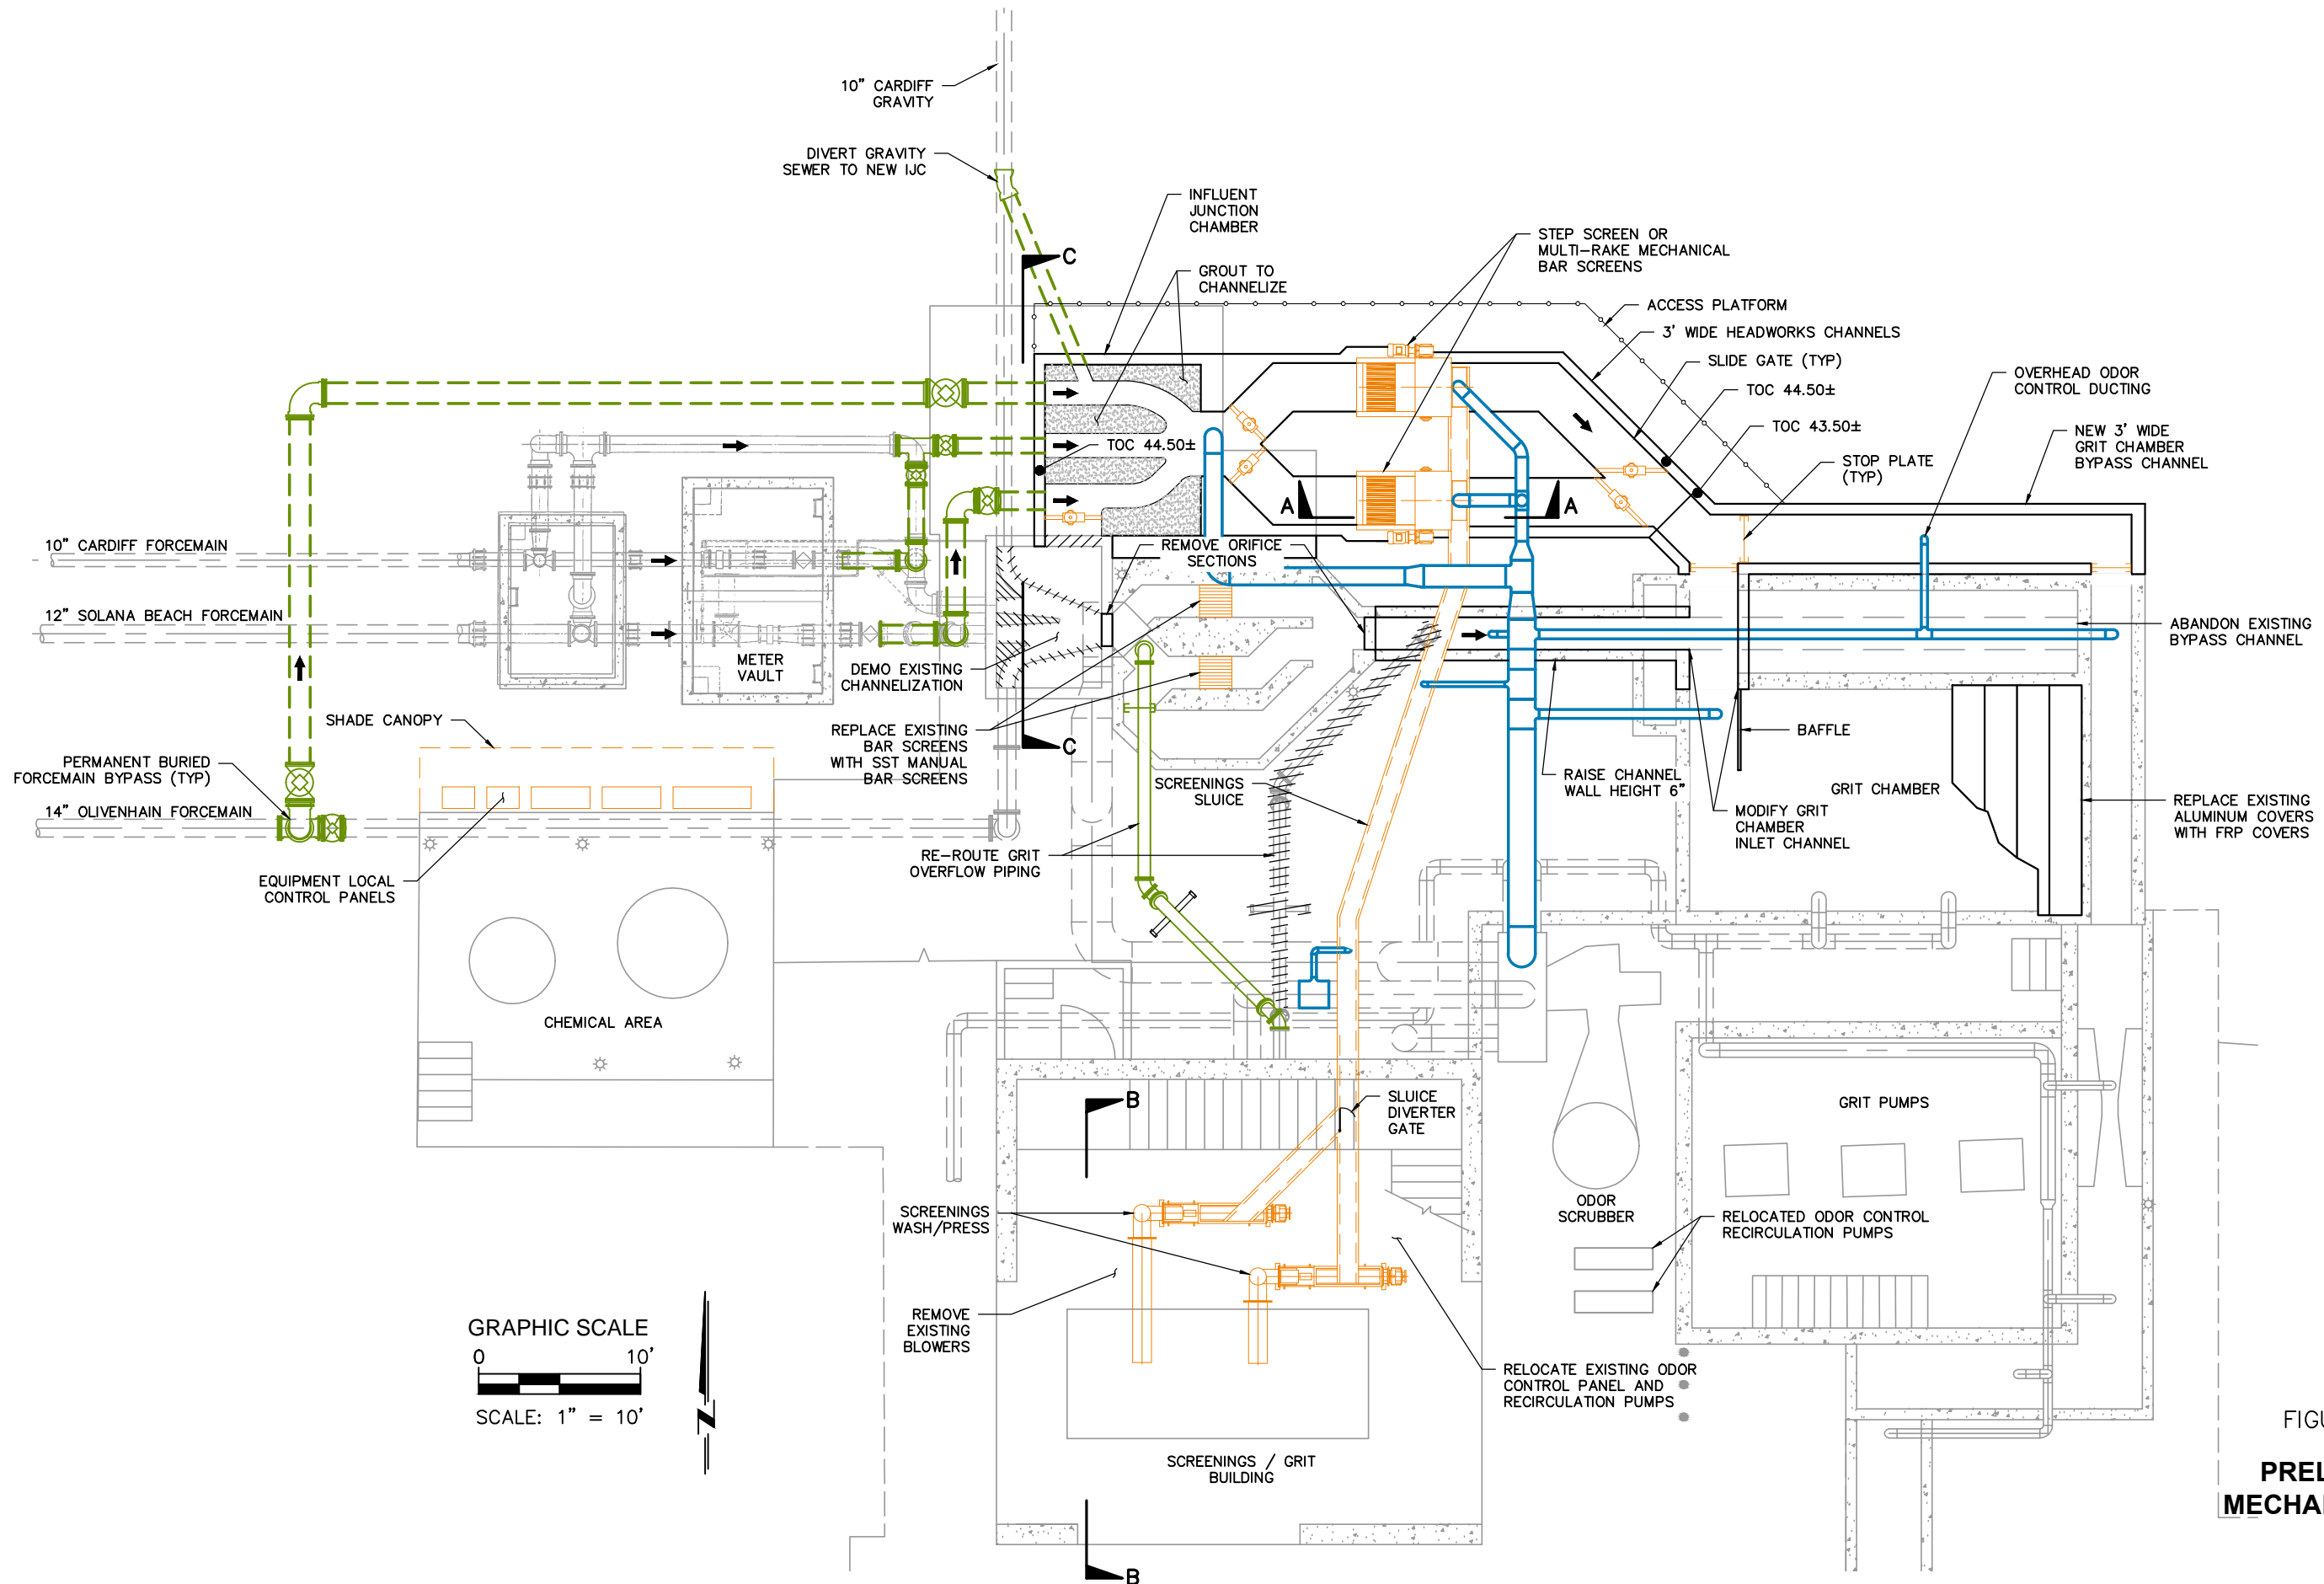 10" CARDIFF
GRAVITY
DIVERT GRAVITY
SEWER TO NEW IJC
INFLUENT
JUNCTION
CHAMBER
C
GROUT TO
CHANNELIZE
STEP SCREEN OR
MULTI-RAKE MECHANICAL
BAR SCREENS
ACCESS PLATFORM
3' WIDE HEADWORKS CHANNELS
SLIDE GATE (TYP)
TOC 44.50±
TOC 43.50±
OVERHEAD ODOR
CONTROL DUCTING
STOP PLATE
(TYP)
NEW 3' WIDE
GRIT CHAMBER
BYPASS CHANNEL
TOC 44.50±
A
A
10" CARDIFF FORCEMAIN
REMOVE ORIFICE
SECTIONS
12" SOLANA BEACH FORCEMAIN
METER
VAULT
DEMO EXISTING
CHANNELIZATION
ABANDON EXISTING
BYPASS CHANNEL
SHADE CANOPY
REPLACE EXISTING
BAR SCREENS
WITH SST MANUAL
BAR SCREENS
C
BAFFLE
PERMANENT BURIED
FORCEMAIN BYPASS (TYP)
SCREENINGS
SLUICE
RAISE CHANNEL
WALL HEIGHT 6"
GRIT CHAMBER
14" OLIVENHAIN FORCEMAIN
MODIFY GRIT
CHAMBER
INLET CHANNEL
REPLACE EXISTING
ALUMINUM COVERS
WITH FRP COVERS
RE-ROUTE GRIT
OVERFLOW PIPING
EQUIPMENT LOCAL
CONTROL PANELS
CHEMICAL AREA
B
SLUICE
DIVERTER
GATE
GRIT PUMPS
SCREENINGS
WASH/PRESS
ODOR
SCRUBBER
RELOCATED ODOR CONTROL
RECIRCULATION PUMPS
REMOVE
EXISTING
BLOWERS
GRAPHIC SCALE
0 10'
SCALE: 1" = 10'
N
RELOCATE EXISTING ODOR
CONTROL PANEL AND
RECIRCULATION PUMPS
SCREENINGS / GRIT
BUILDING
B
FIGU
PREL
MECHA